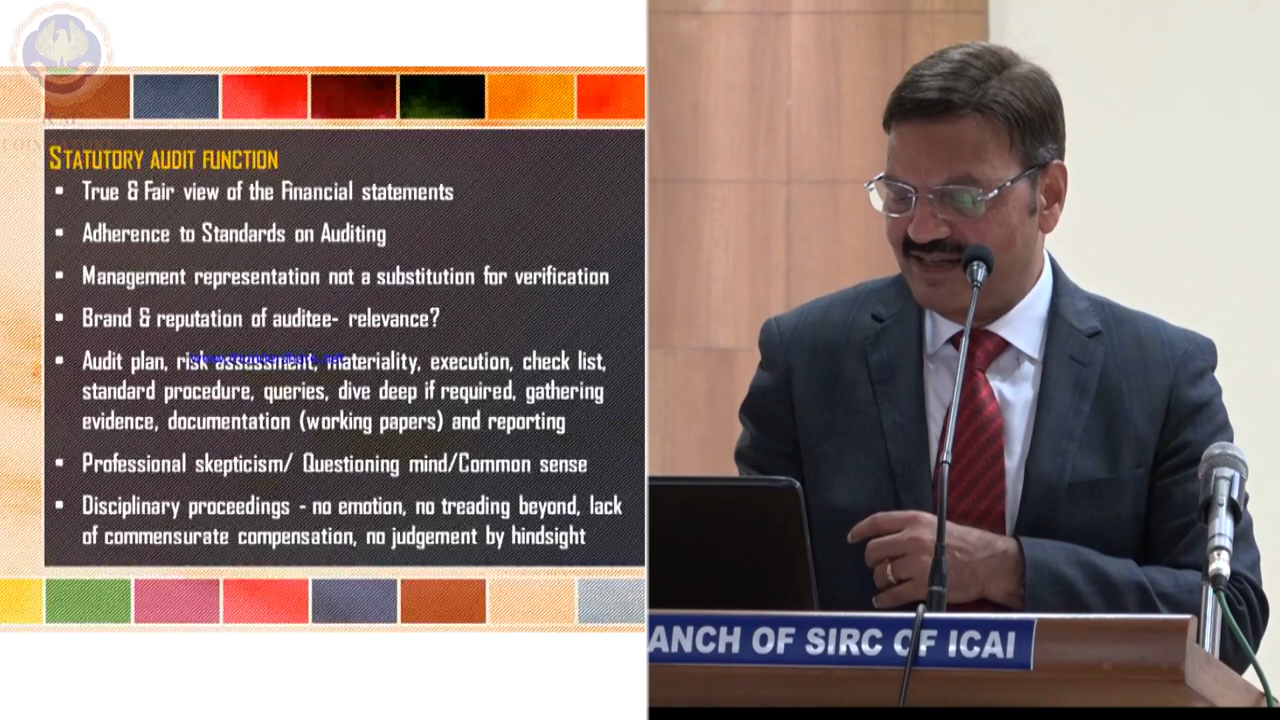 STATUTORY AUDIT FUNCTION
▪ True & Fair view of the financial statements
▪ Adherence to Standards on Auditing
▪ Management representation not a substitution for verification
▪ Brand & reputation of auditee- relevance?
▪ Audit plan, risk assessment, materiality, execution, check list,
standard procedure, queries, dive deep if required, gathering
evidence, documentation (working papers) and reporting
▪ Professional skepticism/ Questioning mind/Common sense
▪ Disciplinary proceedings - no emotion, no treading beyond, lack
of commensurate compensation, no judgement by hindsight
www.thundershare.net
ANCH OF SIRC OF ICAI